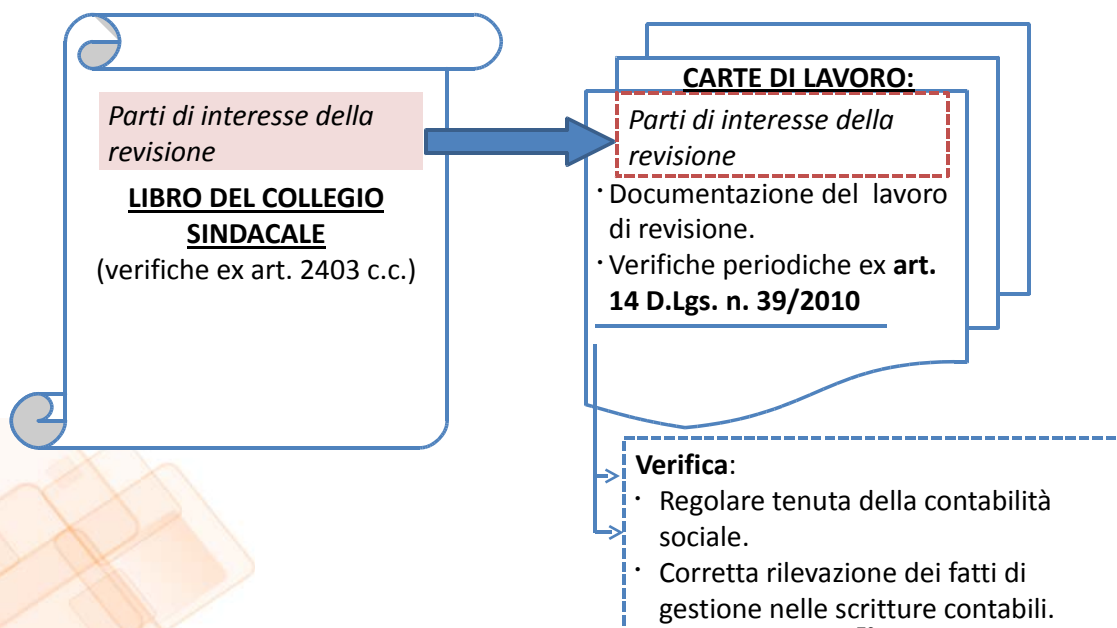 Parti di interesse della
revisione
LIBRO DEL COLLEGIO
SINDACALE
(verifiche ex art. 2403 c.c.)
CARTE DI LAVORO:
Parti di interesse della
revisione
· Documentazione del lavoro
di revisione.
· Verifiche periodiche ex art.
14 D.Lgs. n. 39/2010
Verifica:
· Regolare tenuta della contabilità
sociale.
· Corretta rilevazione dei fatti di
gestione nelle scritture contabili.